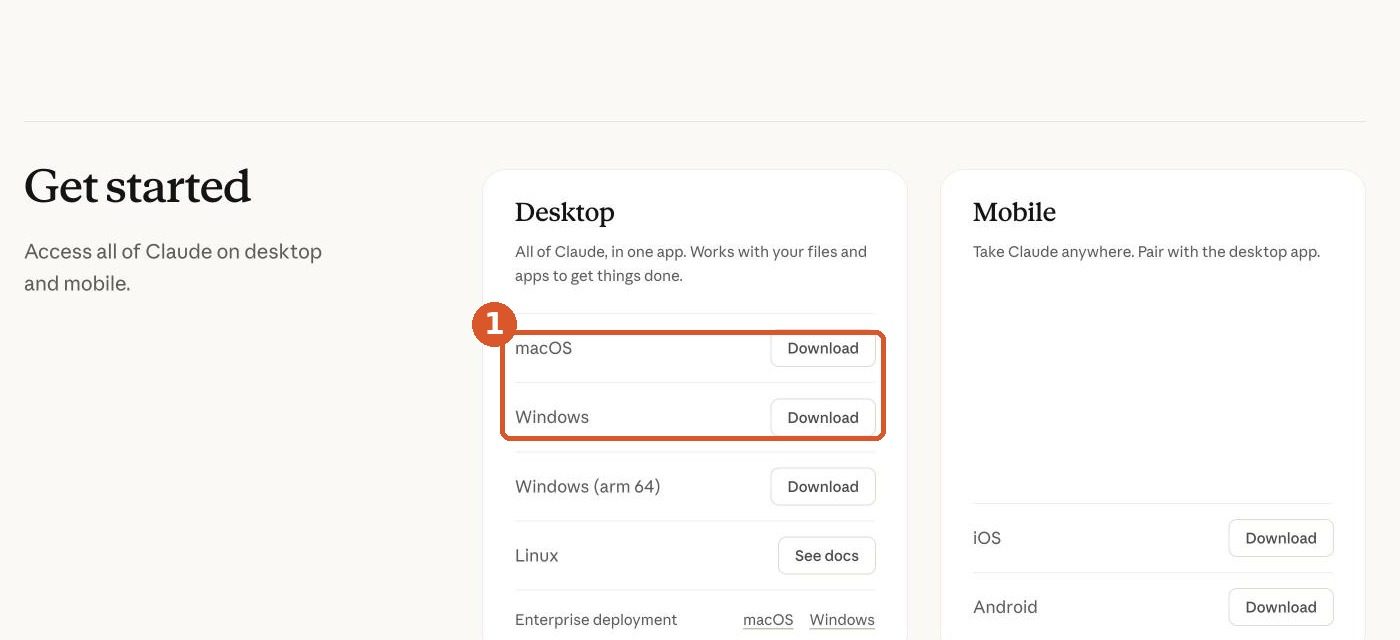 Get started
Access all of Claude on desktop
and mobile.
Desktop
All of Claude, in one app. Works with your files and
apps to get things done.
1
macOS Download
Windows Download
Windows (arm 64) Download
Linux See docs
Enterprise deployment macOS Windows
Mobile
Take Claude anywhere. Pair with the desktop app.
iOS Download
Android Download